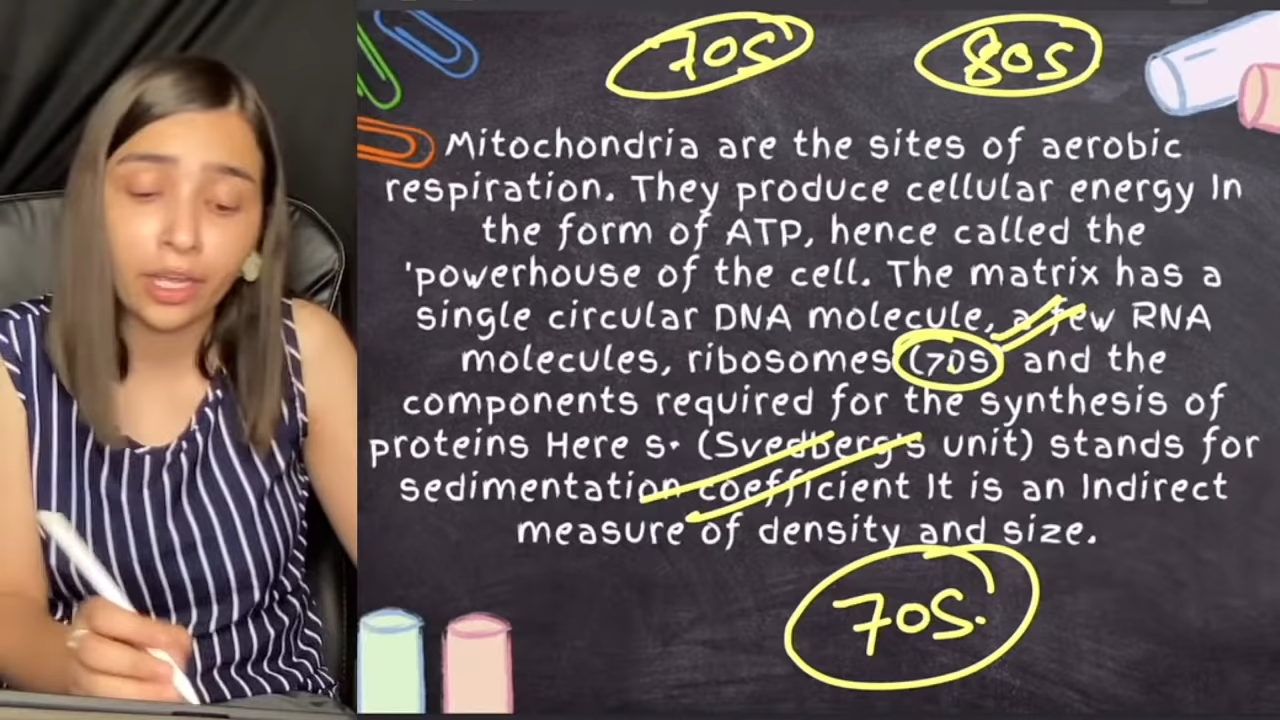 70S 80S
Mitochondria are the sites of aerobic
respiration. They produce cellular energy In
the form of ATP, hence called the
'powerhouse of the cell. The matrix has a
single circular DNA molecule, a few RNA
molecules, ribosomes (70S) and the
components required for the synthesis of
proteins Here s. (Svedberg's unit) stands for
sedimentation coefficient It is an Indirect
measure of density and size.
70S.